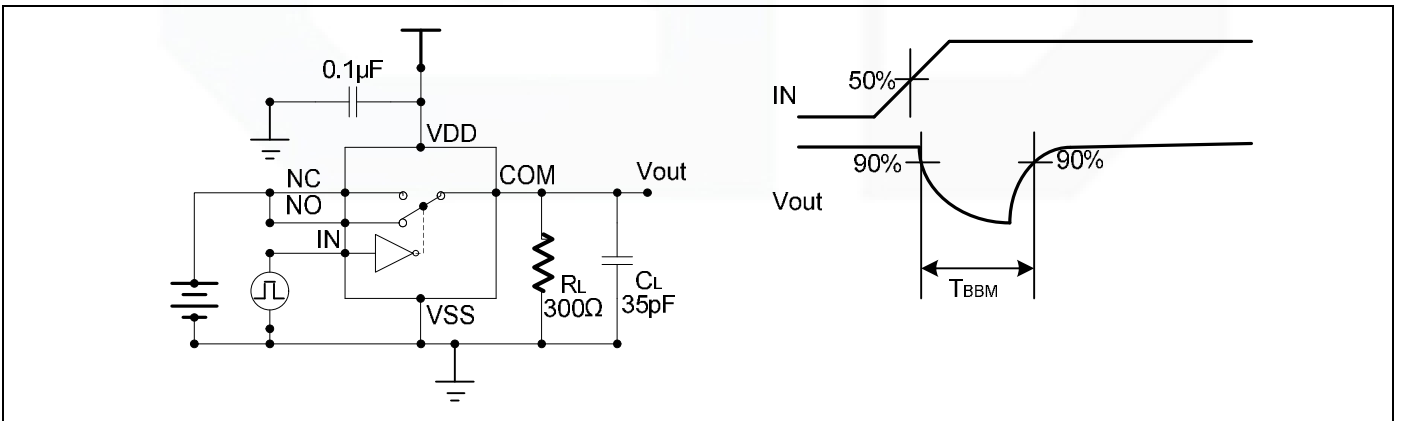 0.1µF
VDD
NC
COM
Vout
NO
IN
RL
300Ω
CL
35pF
VSS
IN
50%
90%
90%
Vout
TBBM